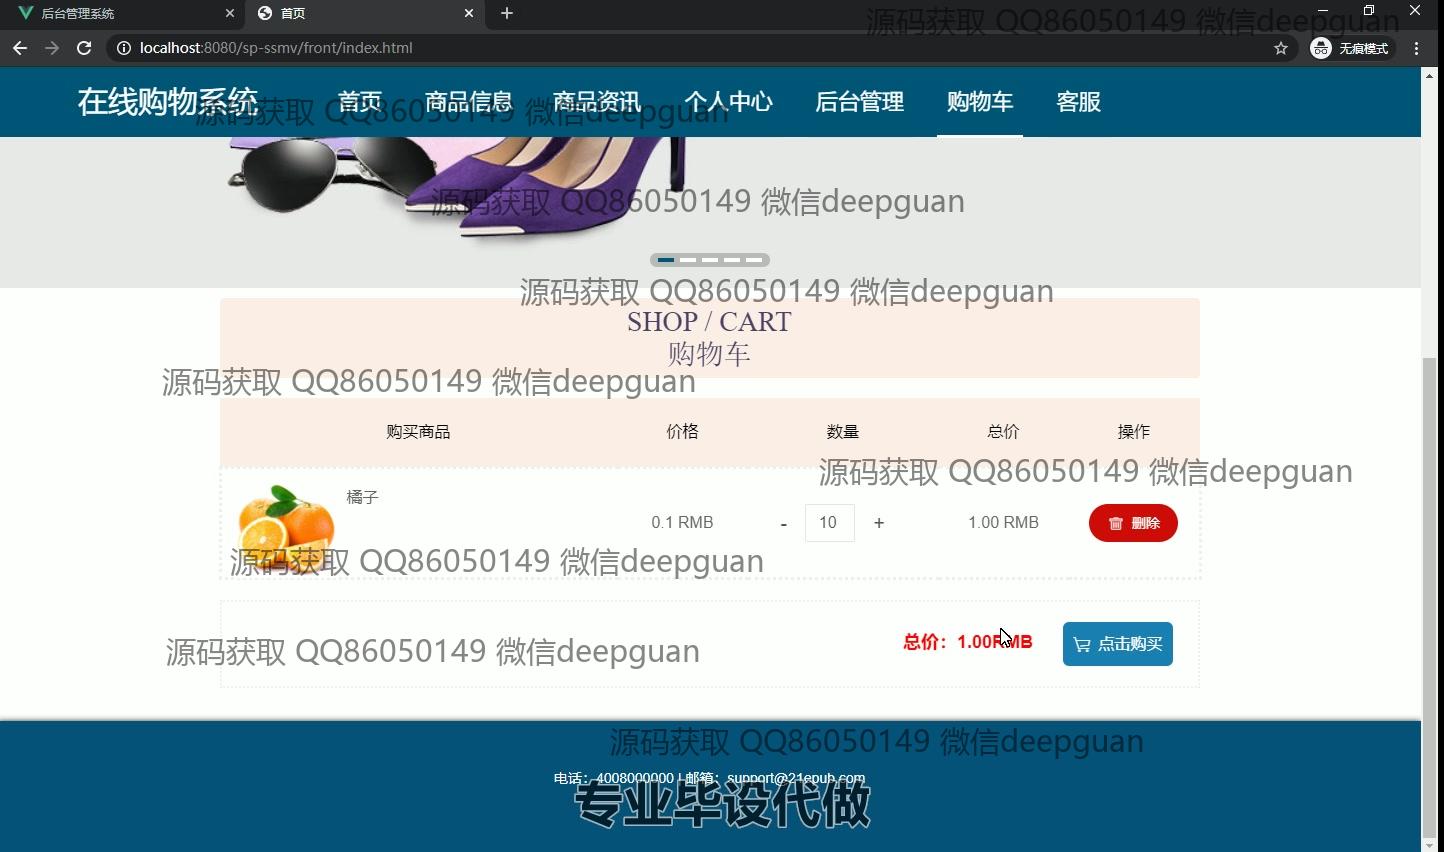 后台管理系统
首页
源码获取 QQ86050149 微信deepguan
localhost:8080/sp-ssmv/front/index.html
无痕模式
在线购物系统 首页 商品信息 商品资讯 个人中心 后台管理 购物车 客服
源码获取 QQ86050149 微信deepguan
源码获取 QQ86050149 微信deepguan
源码获取 QQ86050149 微信deepguan
SHOP / CART
购物车
源码获取 QQ86050149 微信deepguan
购买商品 价格 数量 总价 操作
源码获取 QQ86050149 微信deepguan
橘子
0.1 RMB - 10 + 1.00 RMB 删除
源码获取 QQ86050149 微信deepguan
总价：1.00RMB 点击购买
源码获取 QQ86050149 微信deepguan
源码获取 QQ86050149 微信deepguan
电话：4008000000 | 邮箱：support@21epub.com
专业毕设代做